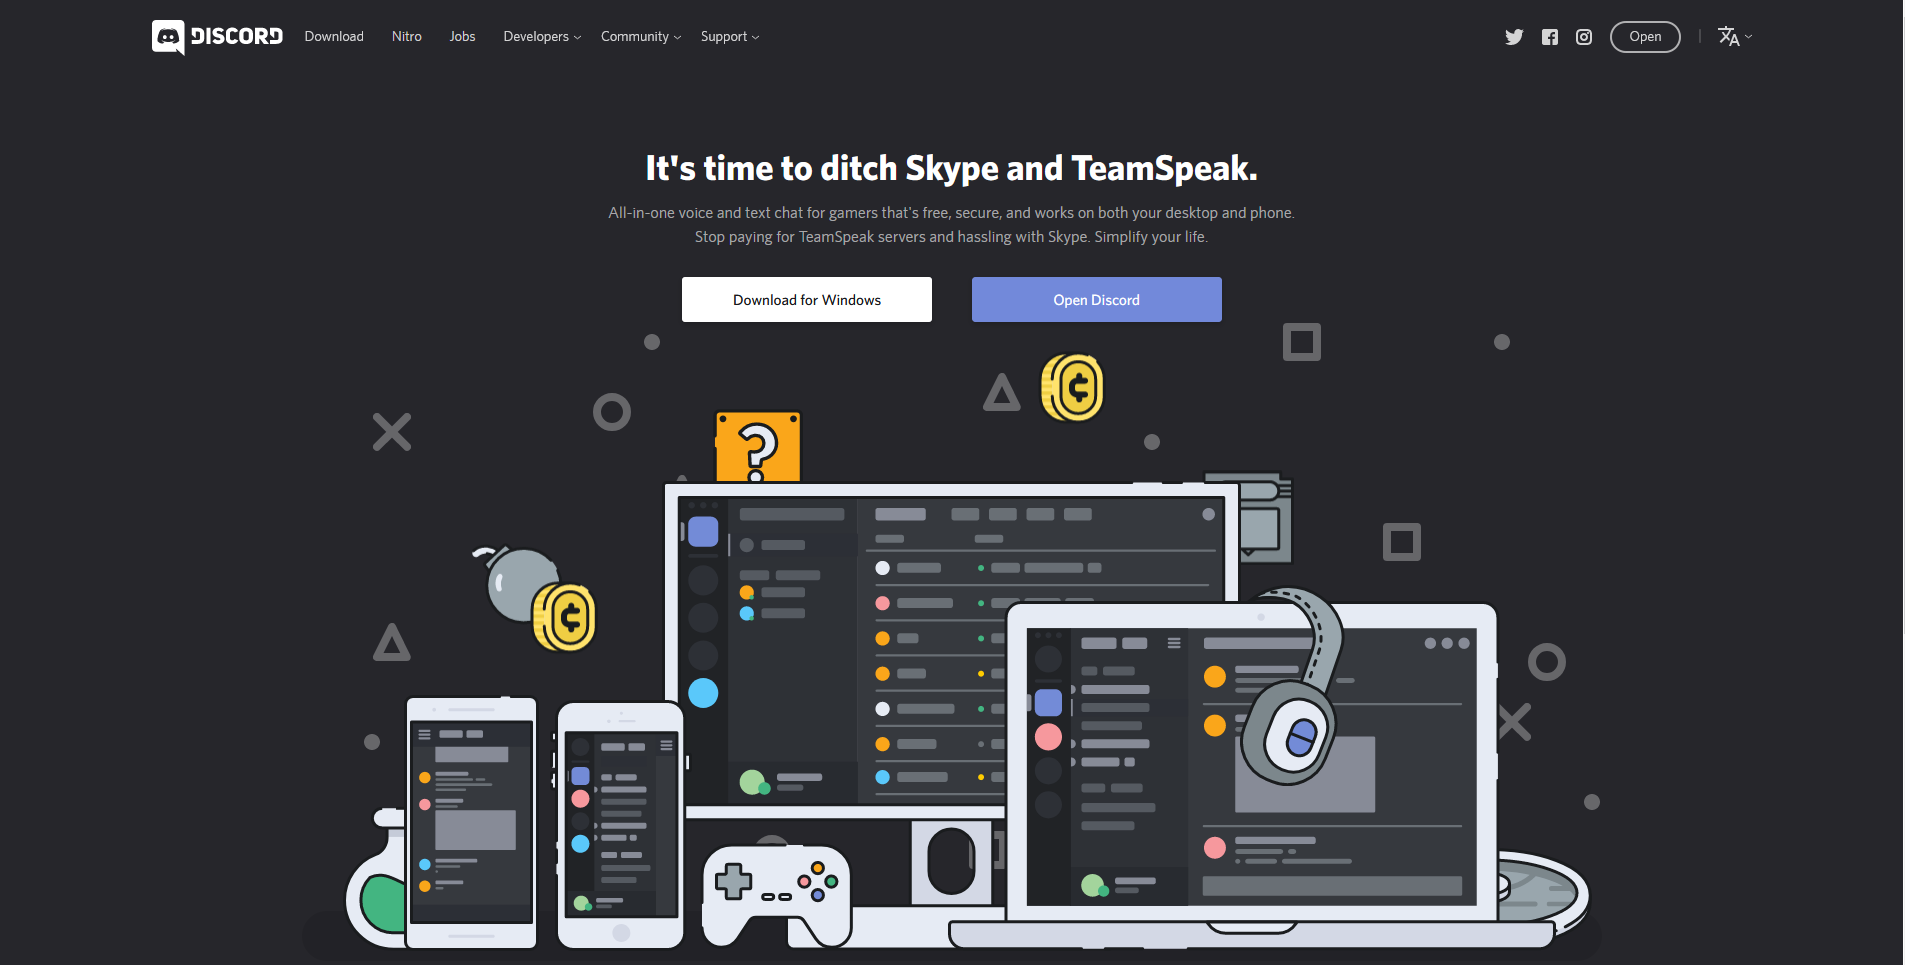 DISCORD Download Nitro Jobs Developers Community Support Open
It's time to ditch Skype and TeamSpeak.
All-in-one voice and text chat for gamers that's free, secure, and works on both your desktop and phone.
Stop paying for TeamSpeak servers and hassling with Skype. Simplify your life.
Download for Windows Open Discord
?